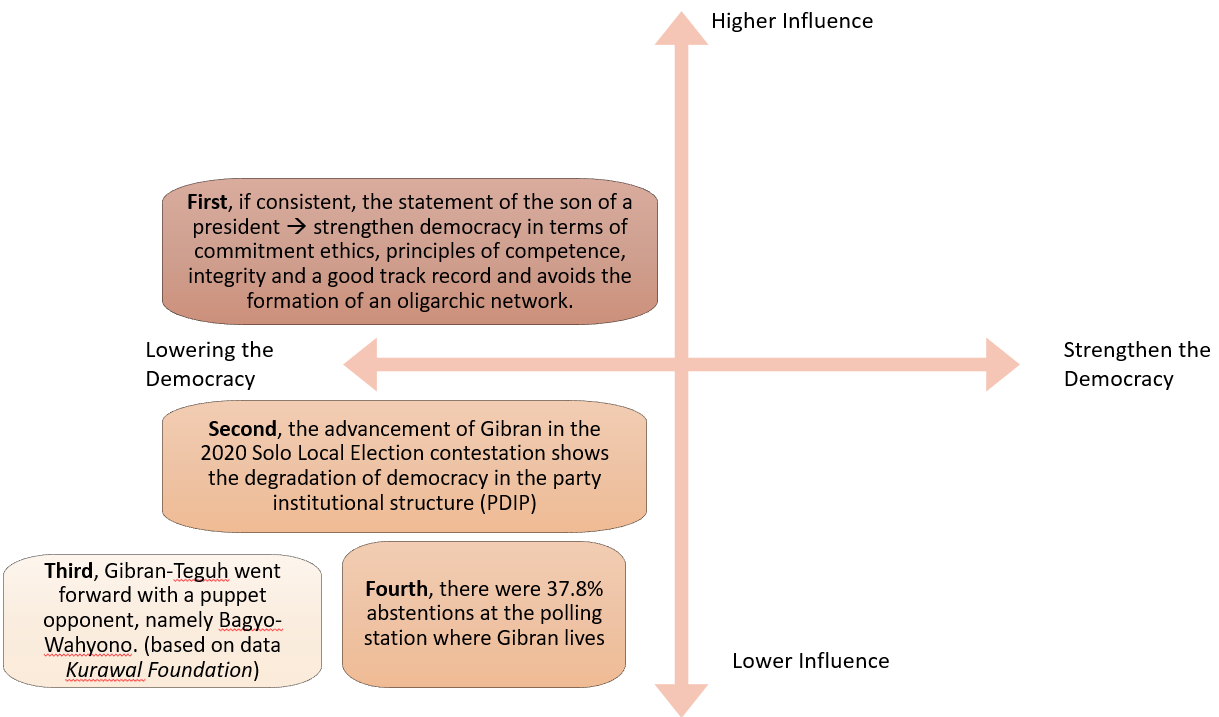 Higher Influence
First, if consistent, the statement of the son of a
president → strengthen democracy in terms of
commitment ethics, principles of competence,
integrity and a good track record and avoids the
formation of an oligarchic network.
Lowering the
Democracy
Strengthen the
Democracy
Second, the advancement of Gibran in the
2020 Solo Local Election contestation shows
the degradation of democracy in the party
institutional structure (PDIP)
Third, Gibran-Teguh went
forward with a puppet
opponent, namely Bagyo-
Wahyono. (based on data
Kurawal Foundation)
Fourth, there were 37.8%
abstentions at the polling
station where Gibran lives
Lower Influence